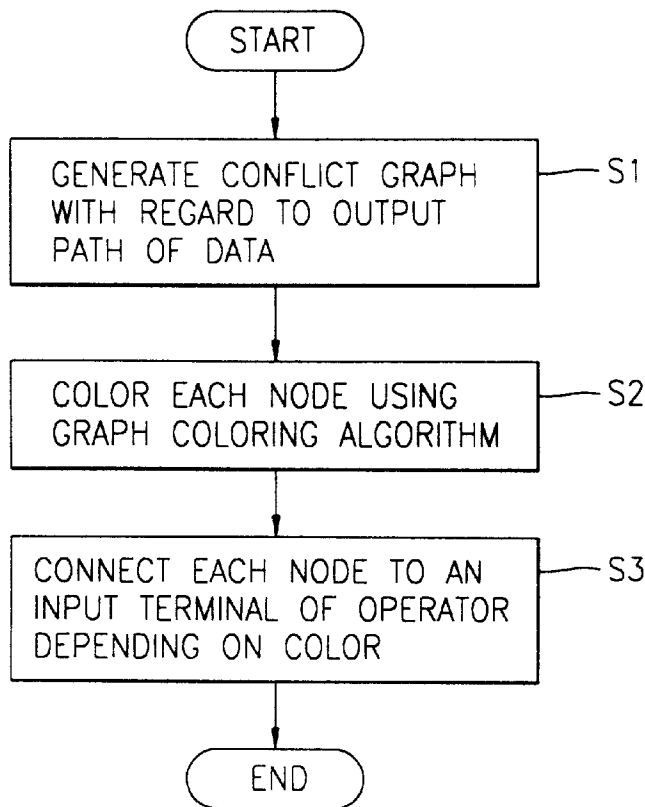 START
GENERATE CONFLICT GRAPH
WITH REGARD TO OUTPUT
PATH OF DATA
S1
COLOR EACH NODE USING
GRAPH COLORING ALGORITHM
S2
CONNECT EACH NODE TO AN
INPUT TERMINAL OF OPERATOR
DEPENDING ON COLOR
S3
END